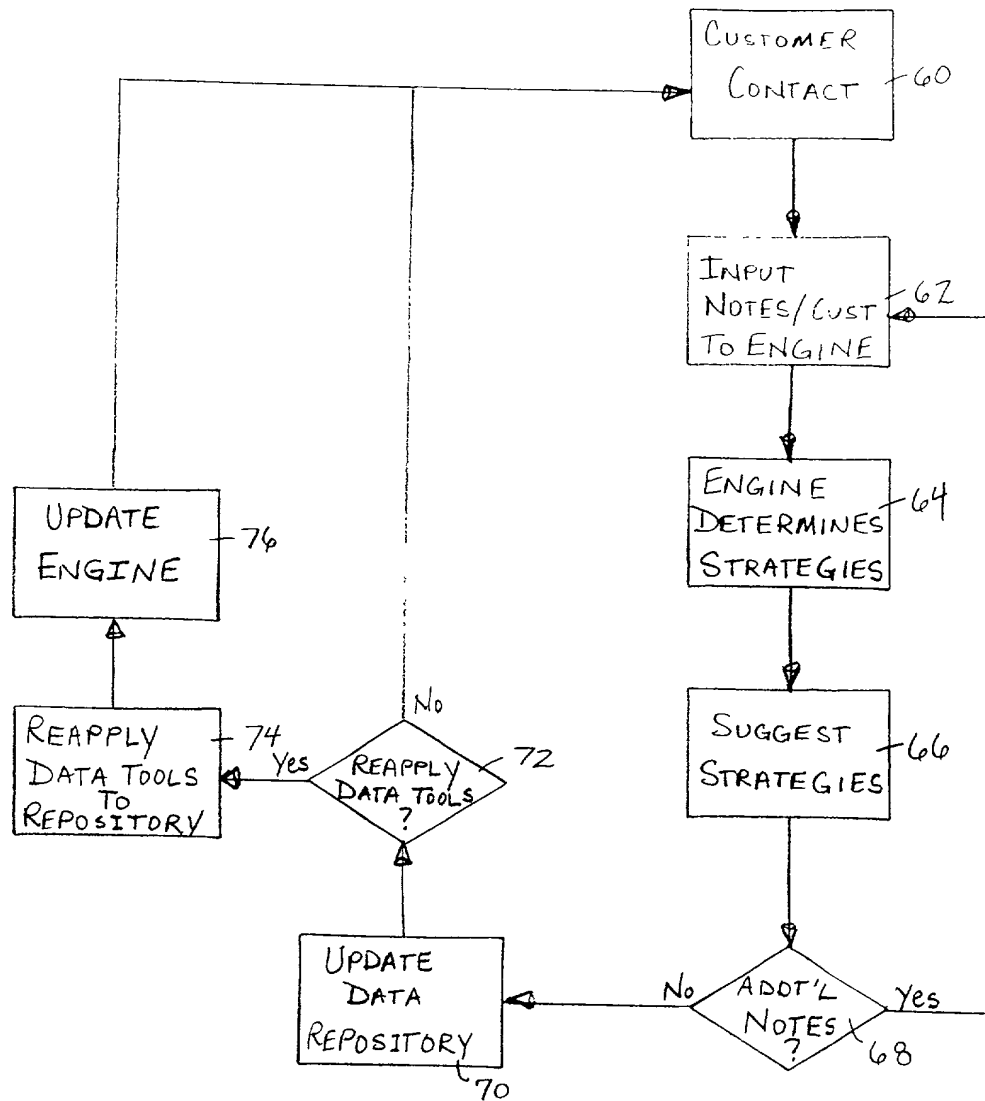 CUSTOMER
CONTACT
60
INPUT
NOTES/CUST
TO ENGINE
62
ENGINE
DETERMINES
STRATEGIES
64
SUGGEST
STRATEGIES
66
ADDT'L
NOTES
?
68
Yes
No
UPDATE
DATA
REPOSITORY
70
REAPPLY
DATA TOOLS
?
72
No
Yes
REAPPLY
DATA TOOLS
TO
REPOSITORY
74
UPDATE
ENGINE
76